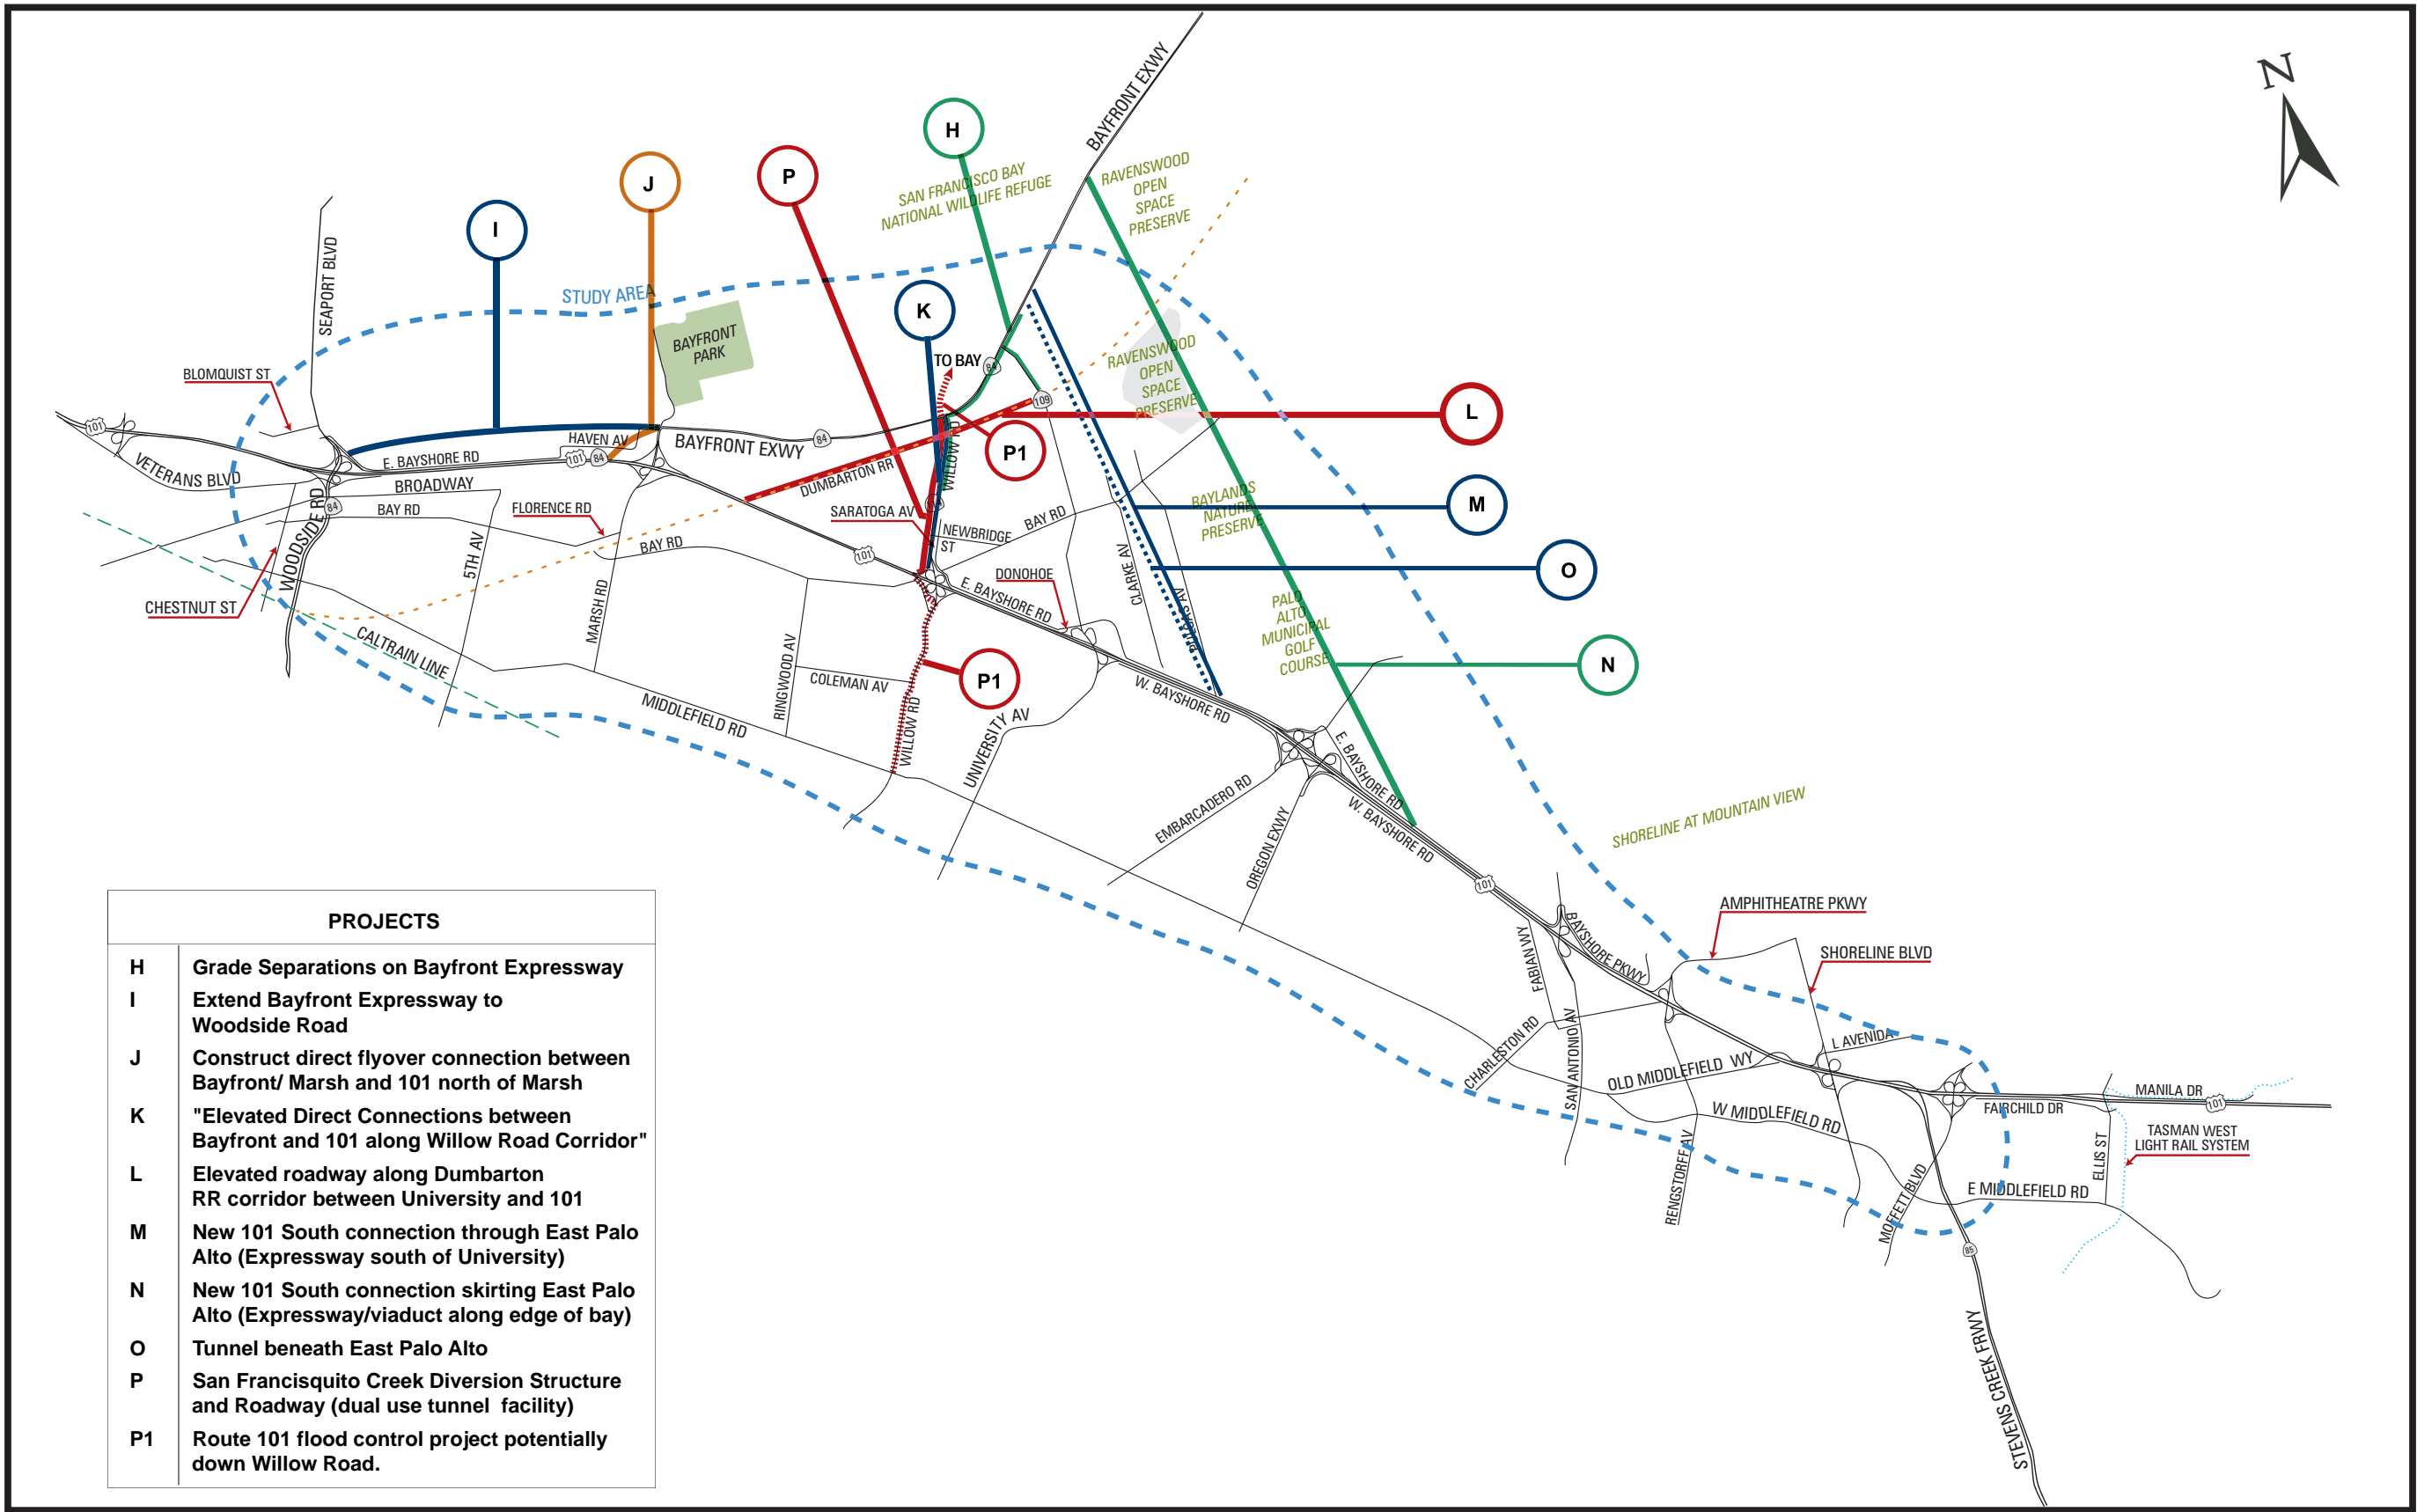 N
BAYFRONT EXWY
H
J
P
I
K
SAN FRANCISCO BAY
NATIONAL WILDLIFE REFUGE
RAVENSWOOD
OPEN
SPACE
PRESERVE
SEAPORT BLVD
STUDY AREA
BAYFRONT
PARK
TO BAY
84
RAVENSWOOD
OPEN
SPACE
PRESERVE
BLOMQUIST ST
109
L
101
HAVEN AV
BAYFRONT EXWY
84
WILLOW RD
P1
VETERANS BLVD
E. BAYSHORE RD
101
84
DUMBARTON RR
BROADWAY
84
BAY RD
FLORENCE RD
SARATOGA AV
NEWBRIDGE
ST
BAY RD
BAYLANDS
NATURE
PRESERVE
M
WOODSIDE RD
5TH AV
BAY RD
101
CLARKE AV
O
DONOHOE
E. BAYSHORE RD
CHESTNUT ST
MARSH RD
PALO
ALTO
MUNICIPAL
GOLF
COURSE
N
CALTRAIN LINE
RINGWOOD AV
COLEMAN AV
P1
W. BAYSHORE RD
MIDDLEFIELD RD
WILLOW RD
UNIVERSITY AV
E. BAYSHORE RD
W. BAYSHORE RD
EMBARCADERO RD
OREGON EXWY
SHORELINE AT MOUNTAIN VIEW
101
AMPHITHEATRE PKWY
SHORELINE BLVD
FABIAN WY
BAYSHORE PKWY
CHARLESTON RD
SAN ANTONIO AV
L AVENIDA
OLD MIDDLEFIELD WY
W MIDDLEFIELD RD
RENGSTORFF AV
MANILA DR
101
FAIRCHILD DR
TASMAN WEST
LIGHT RAIL SYSTEM
ELLIS ST
E MIDDLEFIELD RD
MOFFETT BLVD
85
STEVENS CREEK FRWY
PROJECTS
H Grade Separations on Bayfront Expressway
I Extend Bayfront Expressway to
Woodside Road
J Construct direct flyover connection between
Bayfront/ Marsh and 101 north of Marsh
K "Elevated Direct Connections between
Bayfront and 101 along Willow Road Corridor"
L Elevated roadway along Dumbarton
RR corridor between University and 101
M New 101 South connection through East Palo
Alto (Expressway south of University)
N New 101 South connection skirting East Palo
Alto (Expressway/viaduct along edge of bay)
O Tunnel beneath East Palo Alto
P San Francisquito Creek Diversion Structure
and Roadway (dual use tunnel facility)
P1 Route 101 flood control project potentially
down Willow Road.